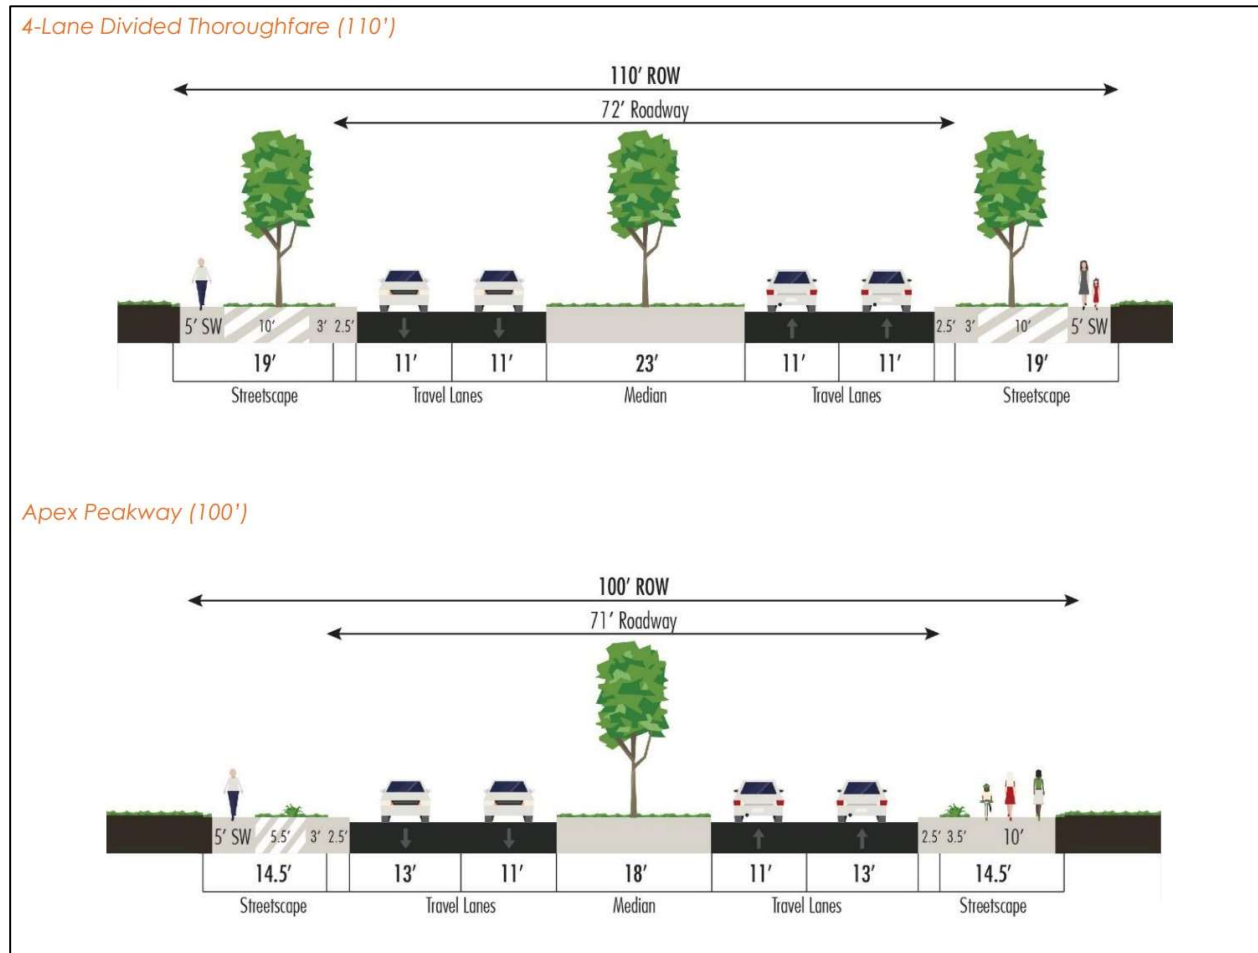 4-Lane Divided Thoroughfare (110')
110' ROW
72' Roadway
5' SW 10' 3' 2.5' 2.5' 3' 10' 5' SW
19' 11' 11' 23' 11' 11' 19'
Streetscape Travel Lanes Median Travel Lanes Streetscape
Apex Peakway (100')
100' ROW
71' Roadway
5' SW 5.5' 3' 2.5' 2.5' 3.5' 10'
14.5' 13' 11' 18' 11' 13' 14.5'
Streetscape Travel Lanes Median Travel Lanes Streetscape